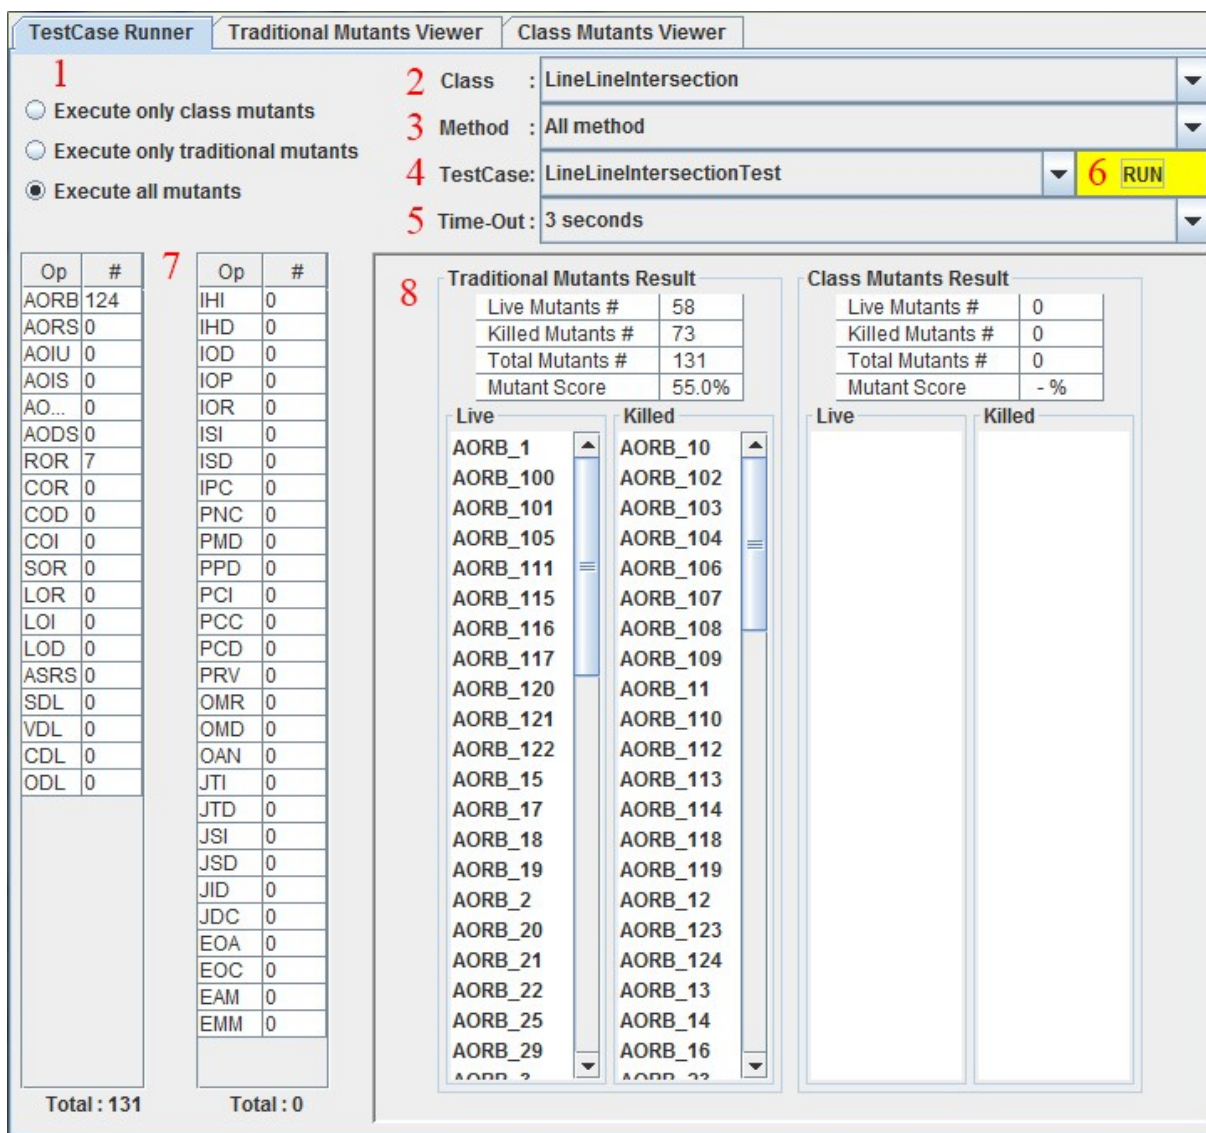 TestCase Runner Traditional Mutants Viewer Class Mutants Viewer
1
Execute only class mutants
Execute only traditional mutants
Execute all mutants
2 Class : LineLineIntersection
3 Method : All method
4 TestCase: LineLineIntersectionTest 6 RUN
5 Time-Out : 3 seconds
7
Op #
AORB 124
AORS 0
AOIU 0
AOIS 0
AO... 0
AODS 0
ROR 7
COR 0
COD 0
COI 0
SOR 0
LOR 0
LOI 0
LOD 0
ASRS 0
SDL 0
VDL 0
CDL 0
ODL 0
Total : 131
Op #
IHI 0
IHD 0
IOD 0
IOP 0
IOR 0
ISI 0
ISD 0
IPC 0
PNC 0
PMD 0
PPD 0
PCI 0
PCC 0
PCD 0
PRV 0
OMR 0
OMD 0
OAN 0
JTI 0
JTD 0
JSI 0
JSD 0
JID 0
JDC 0
EOA 0
EOC 0
EAM 0
EMM 0
Total : 0
8
Traditional Mutants Result
Live Mutants # 58
Killed Mutants # 73
Total Mutants # 131
Mutant Score 55.0%
Live
AORB_1
AORB_100
AORB_101
AORB_105
AORB_111
AORB_115
AORB_116
AORB_117
AORB_120
AORB_121
AORB_122
AORB_15
AORB_17
AORB_18
AORB_19
AORB_2
AORB_20
AORB_21
AORB_22
AORB_25
AORB_29
Killed
AORB_10
AORB_102
AORB_103
AORB_104
AORB_106
AORB_107
AORB_108
AORB_109
AORB_11
AORB_110
AORB_112
AORB_113
AORB_114
AORB_118
AORB_119
AORB_12
AORB_123
AORB_124
AORB_13
AORB_14
AORB_16
Class Mutants Result
Live Mutants # 0
Killed Mutants # 0
Total Mutants # 0
Mutant Score - %
Live
Killed